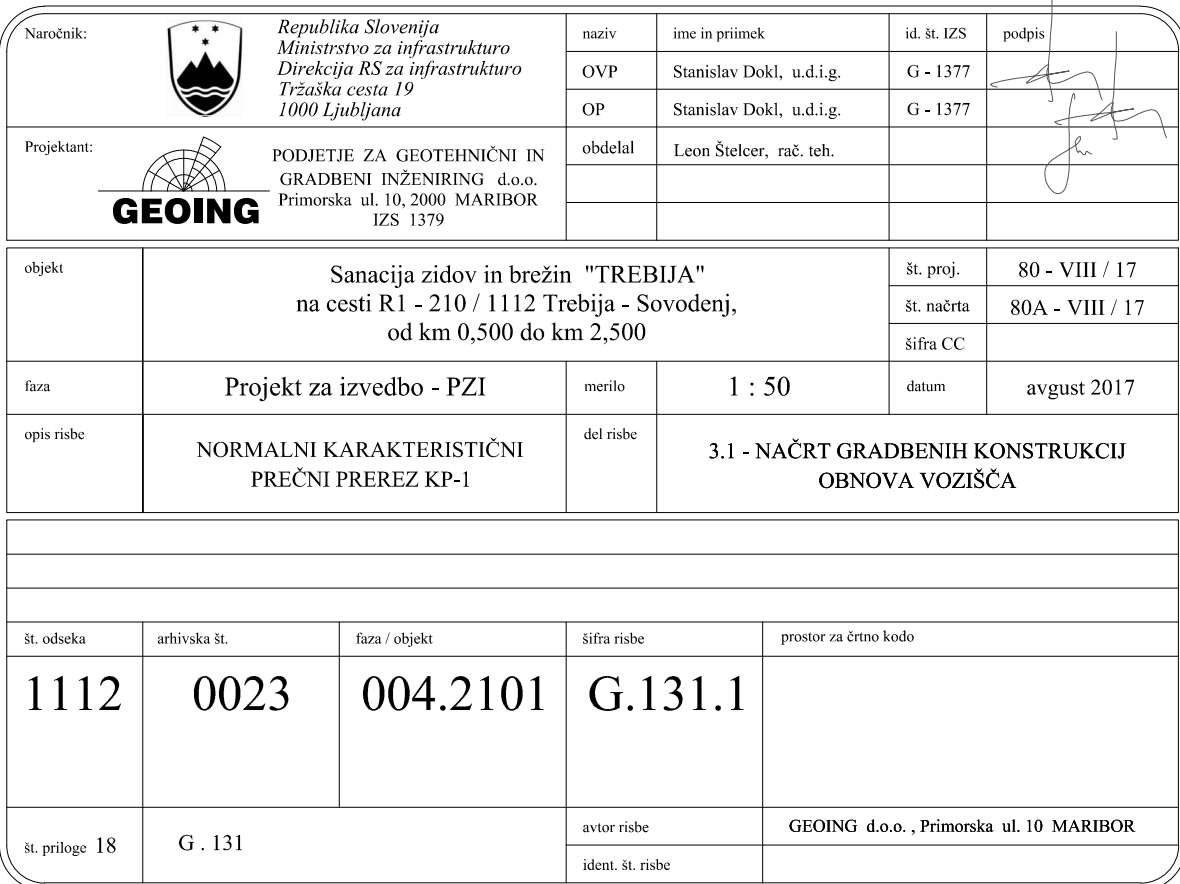 Naročnik:
Republika Slovenija
Ministrstvo za infrastrukturo
Direkcija RS za infrastrukturo
Tržaška cesta 19
1000 Ljubljana
naziv ime in priimek id. št. IZS podpis
OVP Stanislav Dokl, u.d.i.g. G - 1377
OP Stanislav Dokl, u.d.i.g. G - 1377
obdelal Leon Štelcer, rač. teh.
Projektant:
GEOING
PODJETJE ZA GEOTEHNIČNI IN
GRADBENI INŽENIRING d.o.o.
Primorska ul. 10, 2000 MARIBOR
IZS 1379
objekt
Sanacija zidov in brežin "TREBIJA"
na cesti R1 - 210 / 1112 Trebija - Sovodenj,
od km 0,500 do km 2,500
št. proj. 80 - VIII / 17
št. načrta 80A - VIII / 17
šifra CC
faza Projekt za izvedbo - PZI merilo 1 : 50 datum avgust 2017
opis risbe
NORMALNI KARAKTERISTIČNI
PREČNI PREREZ KP-1
del risbe
3.1 - NAČRT GRADBENIH KONSTRUKCIJ
OBNOVA VOZIŠČA
št. odseka arhivska št. faza / objekt šifra risbe prostor za črtno kodo
1112 0023 004.2101 G.131.1
št. priloge 18 G . 131
avtor risbe GEOING d.o.o. , Primorska ul. 10 MARIBOR
ident. št. risbe